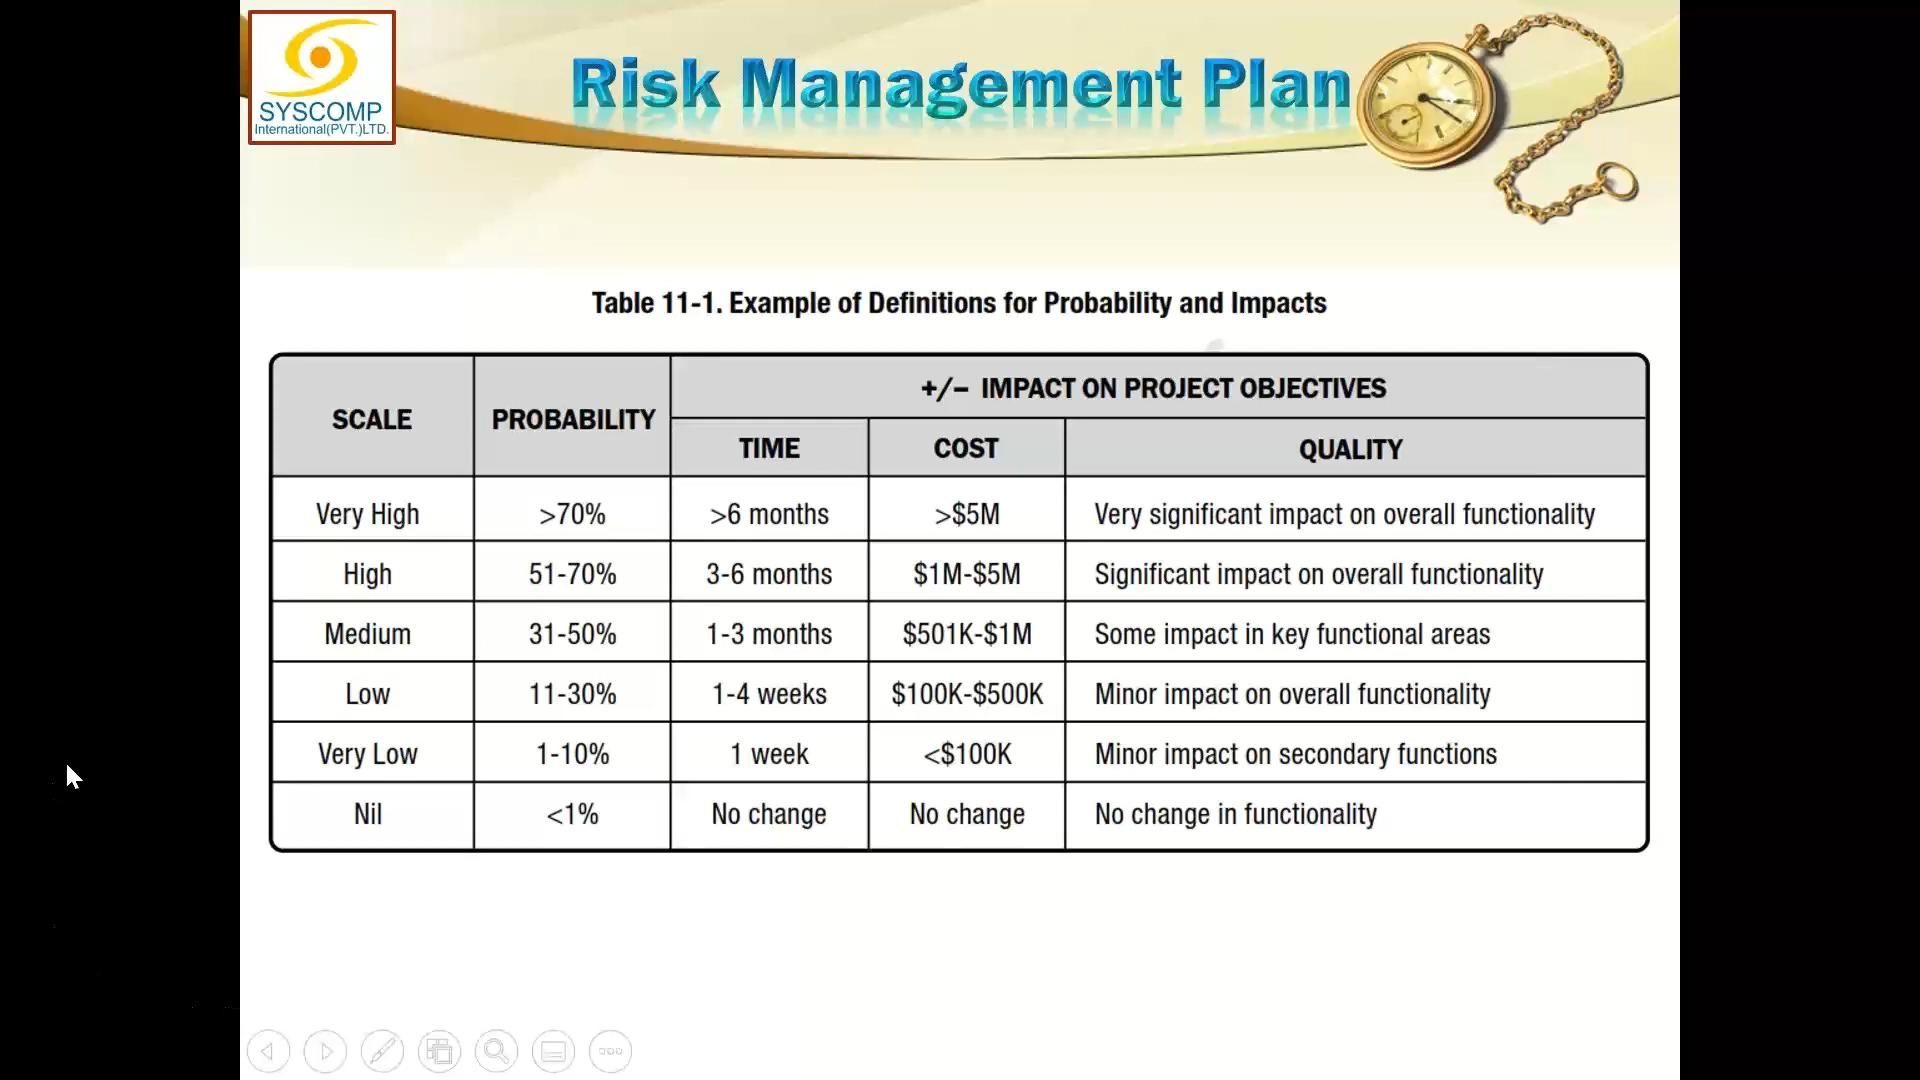 SYSCOMP
International(PVT.)LTD.
Risk Management Plan
Table 11-1. Example of Definitions for Probability and Impacts
SCALE PROBABILITY +/– IMPACT ON PROJECT OBJECTIVES
TIME COST QUALITY
Very High >70% >6 months >$5M Very significant impact on overall functionality
High 51-70% 3-6 months $1M-$5M Significant impact on overall functionality
Medium 31-50% 1-3 months $501K-$1M Some impact in key functional areas
Low 11-30% 1-4 weeks $100K-$500K Minor impact on overall functionality
Very Low 1-10% 1 week <$100K Minor impact on secondary functions
Nil <1% No change No change No change in functionality